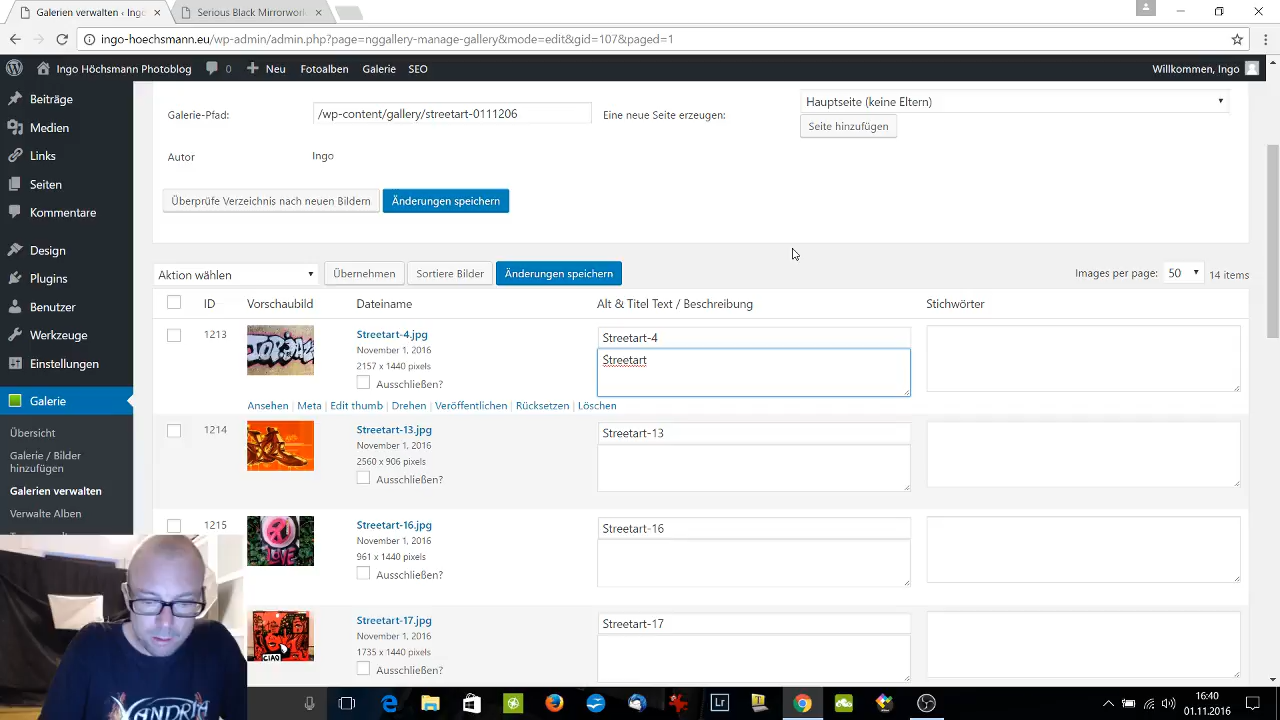 Galerien verwalten ‹ Ingo
Serious Black Mirrorworl
ingo-hoechsmann.eu/wp-admin/admin.php?page=nggallery-manage-gallery&mode=edit&gid=107&paged=1
Ingo Höchsmann Photoblog
0
Neu
Fotoalben
Galerie
SEO
Willkommen, Ingo
Beiträge
Medien
Links
Seiten
Kommentare
Design
Plugins
Benutzer
Werkzeuge
Einstellungen
Galerie
Übersicht
Galerie / Bilder
hinzufügen
Galerien verwalten
Verwalte Alben
Galerie-Pfad:
/wp-content/gallery/streetart-0111206
Eine neue Seite erzeugen:
Hauptseite (keine Eltern)
Seite hinzufügen
Autor
Ingo
Überprüfe Verzeichnis nach neuen Bildern
Änderungen speichern
Aktion wählen
Übernehmen
Sortiere Bilder
Änderungen speichern
Images per page:
50
14 items
ID
Vorschaubild
Dateiname
Alt & Titel Text / Beschreibung
Stichwörter
1213
Streetart-4.jpg
November 1, 2016
2157 x 1440 pixels
Ausschließen?
Streetart-4
Streetart
Ansehen | Meta | Edit thumb | Drehen | Veröffentlichen | Rücksetzen | Löschen
1214
Streetart-13.jpg
November 1, 2016
2560 x 906 pixels
Ausschließen?
Streetart-13
1215
LOVE
Streetart-16.jpg
November 1, 2016
961 x 1440 pixels
Ausschließen?
Streetart-16
CIAO
Streetart-17.jpg
November 1, 2016
1735 x 1440 pixels
Ausschließen?
Streetart-17
XANDRIA
Lr
16:40
01.11.2016